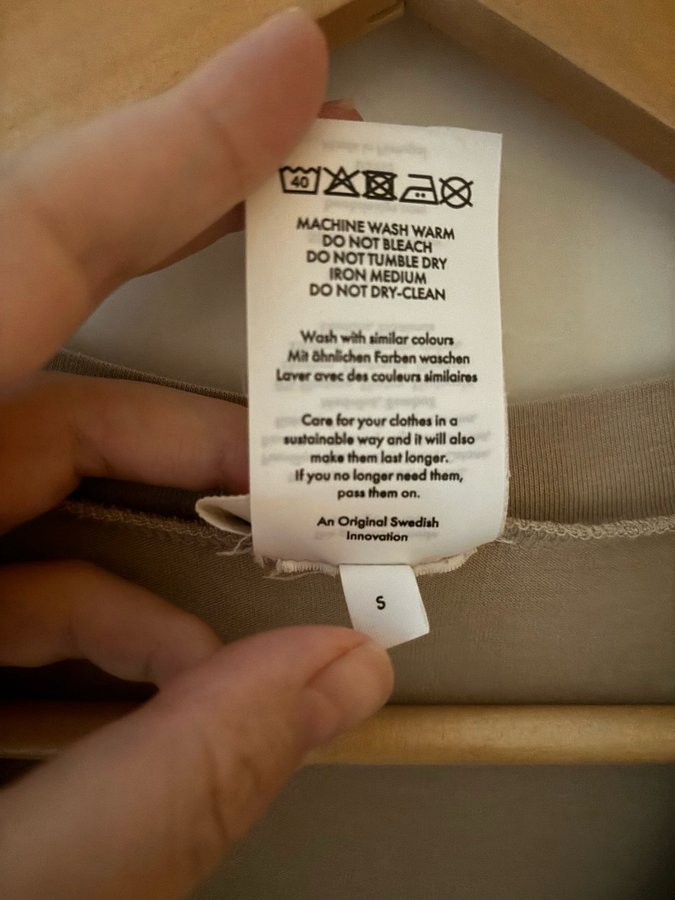 40
MACHINE WASH WARM
DO NOT BLEACH
DO NOT TUMBLE DRY
IRON MEDIUM
DO NOT DRY-CLEAN
Wash with similar colours
Mit ähnlichen Farben waschen
Laver avec des couleurs similaires
Care for your clothes in a
sustainable way and it will also
make them last longer.
If you no longer need them,
pass them on.
An Original Swedish
Innovation
S